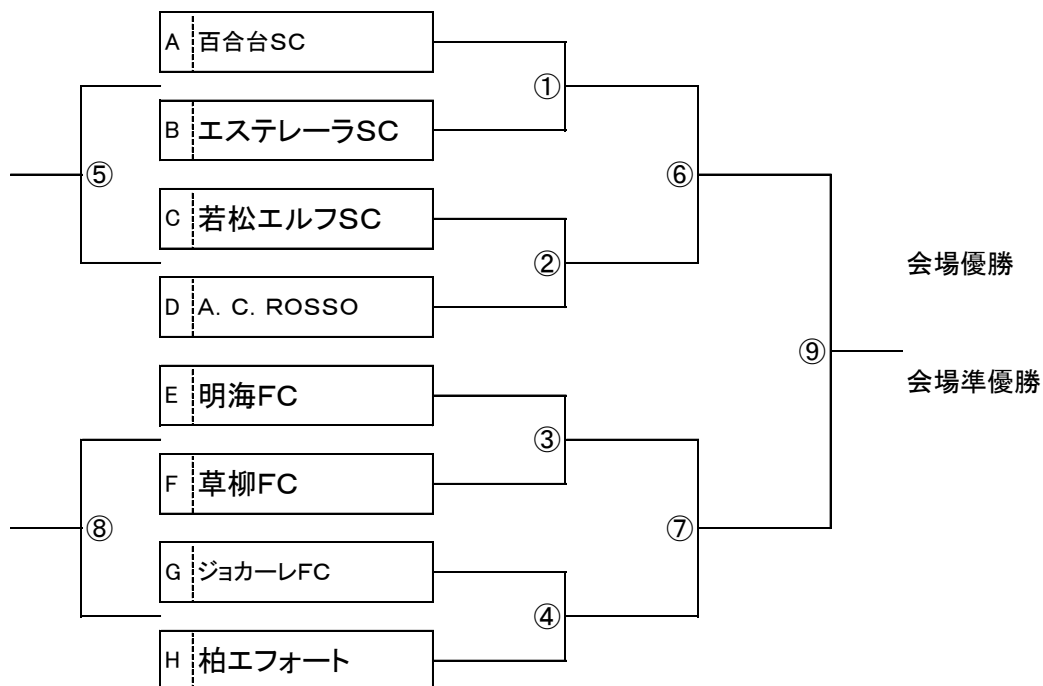 A 百合台SC
①
B エステレーラSC
⑤
⑥
C 若松エルフSC
②
会場優勝
D A. C. ROSSO
⑨
E 明海FC
会場準優勝
③
F 草柳FC
⑧
⑦
G ジョカーレFC
④
H 柏エフォート